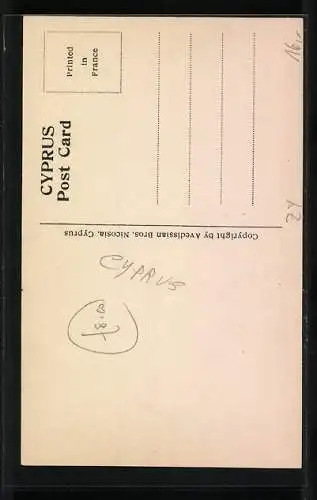 CYPRUS
Post Card
Printed
in
France
Copyright by Avedissian Bros. Nicosia, Cyprus
CYPRUS